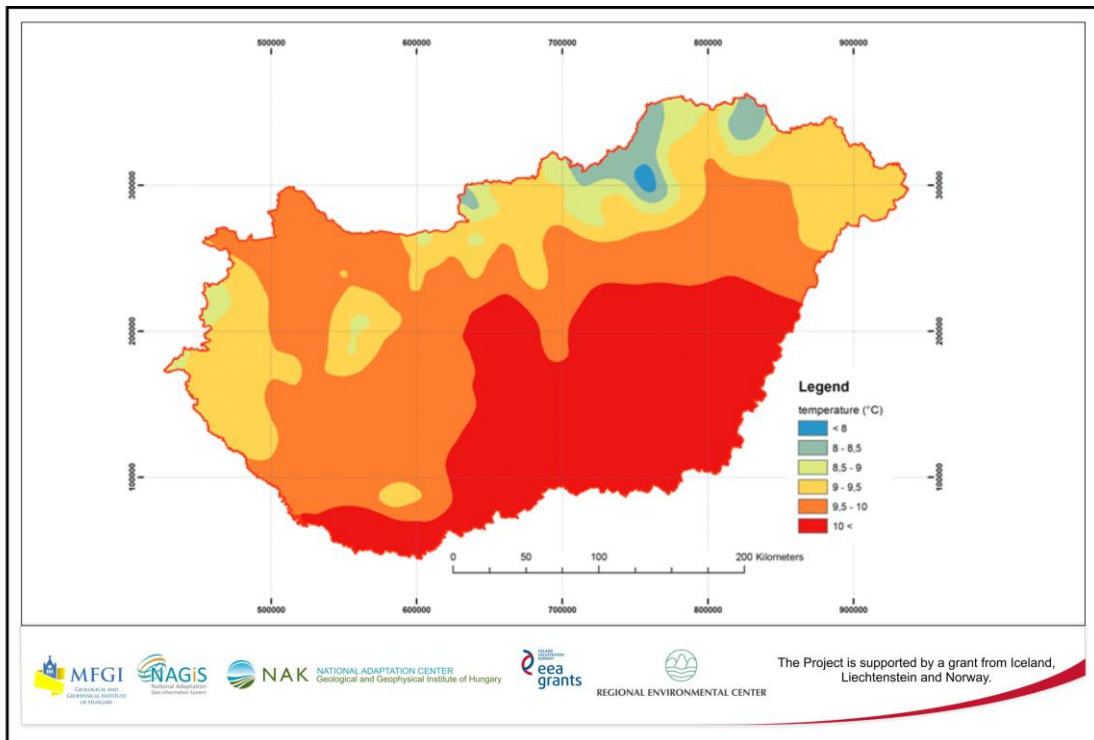 500000 600000 700000 800000 900000
300000 300000
200000 200000
Legend
temperature (°C)
< 8
8 - 8,5
8,5 - 9
9 - 9,5
9,5 - 10
10 <
100000 100000
0 50 100 200 Kilometers
500000 600000 700000 800000 900000
MFGI
GEOLOGICAL AND
GEOPHYSICAL INSTITUTE
OF HUNGARY
NAGiS
National Adaptation
Geo-information System
NAK
NATIONAL ADAPTATION CENTER
Geological and Geophysical Institute of Hungary
ICELAND
LIECHTENSTEIN
NORWAY
eea
grants
REGIONAL ENVIRONMENTAL CENTER
The Project is supported by a grant from Iceland,
Liechtenstein and Norway.